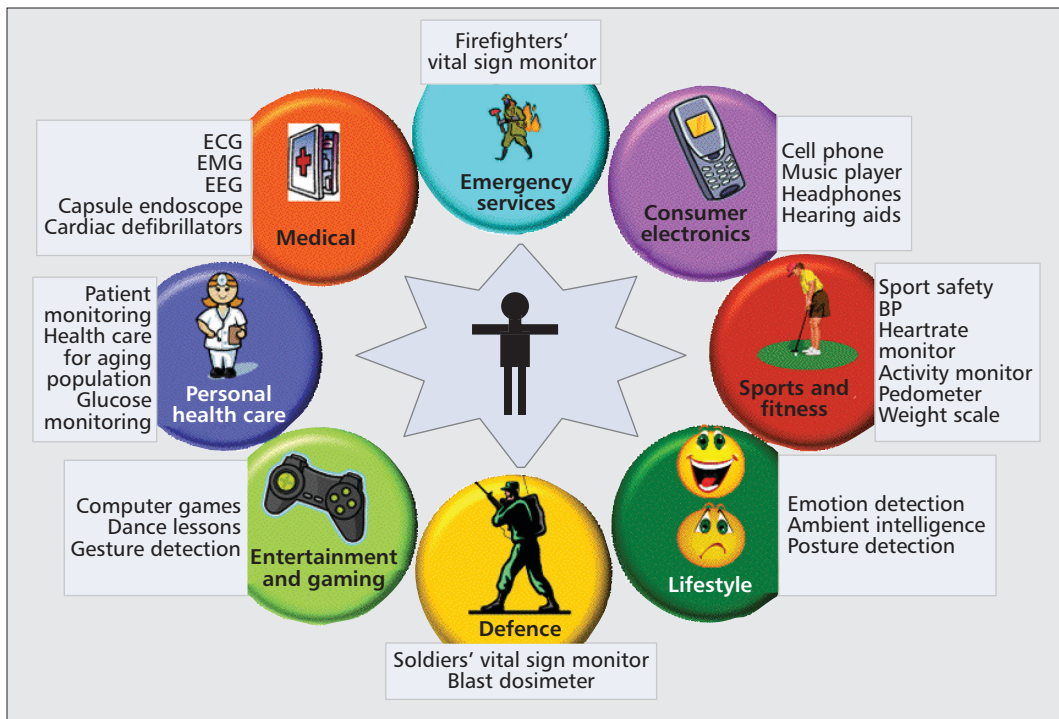 Firefighters'
vital sign monitor
Emergency
services
ECG
EMG
EEG
Capsule endoscope
Cardiac defibrillators
Medical
Cell phone
Music player
Headphones
Hearing aids
Consumer
electronics
Patient
monitoring
Health care
for aging
population
Glucose
monitoring
Personal
health care
Sport safety
BP
Heartrate
monitor
Activity monitor
Pedometer
Weight scale
Sports and
fitness
Computer games
Dance lessons
Gesture detection
Entertainment
and gaming
Emotion detection
Ambient intelligence
Posture detection
Lifestyle
Defence
Soldiers' vital sign monitor
Blast dosimeter